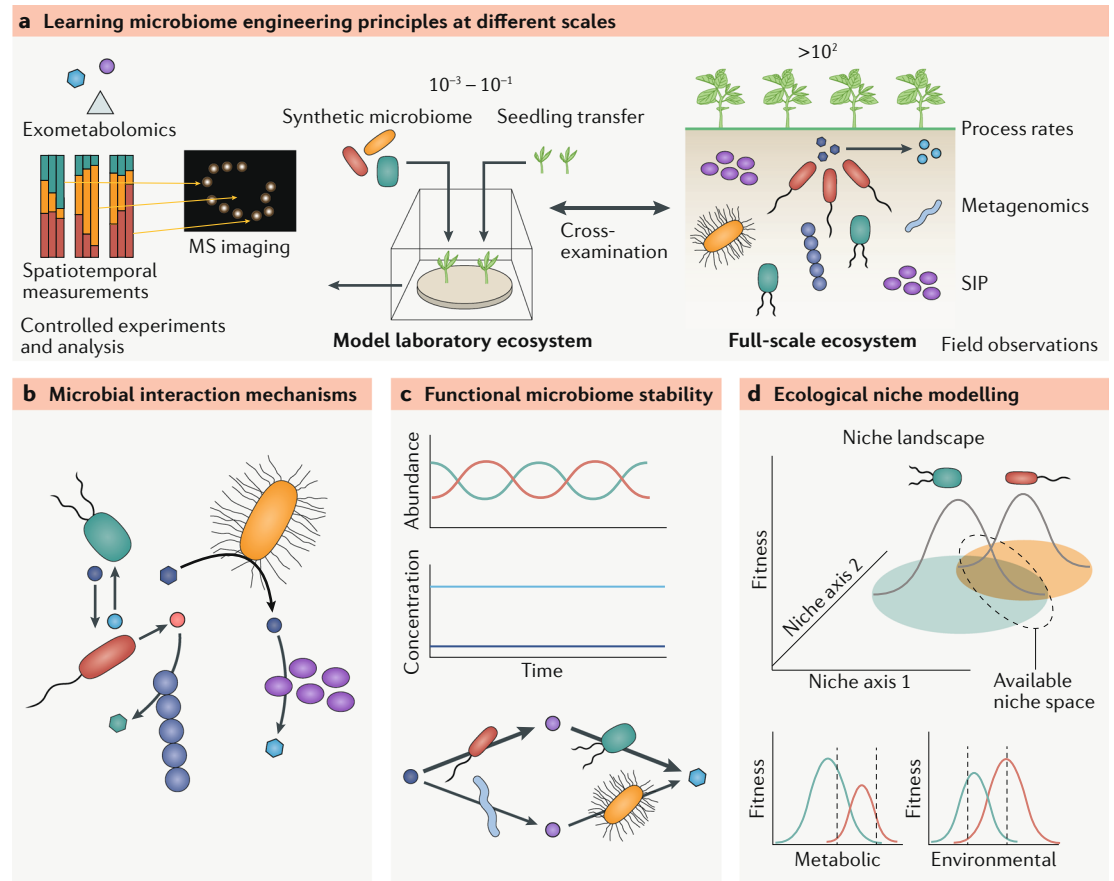 a Learning microbiome engineering principles at different scales
Exometabolomics
MS imaging
Spatiotemporal
measurements
Controlled experiments
and analysis
10⁻³ – 10⁻¹
Synthetic microbiome
Seedling transfer
Model laboratory ecosystem
Cross-
examination
>10²
Full-scale ecosystem
Process rates
Metagenomics
SIP
Field observations
b Microbial interaction mechanisms
c Functional microbiome stability
Abundance
Concentration
Time
d Ecological niche modelling
Niche landscape
Fitness
Niche axis 2
Niche axis 1
Available
niche space
Fitness
Metabolic
Fitness
Environmental